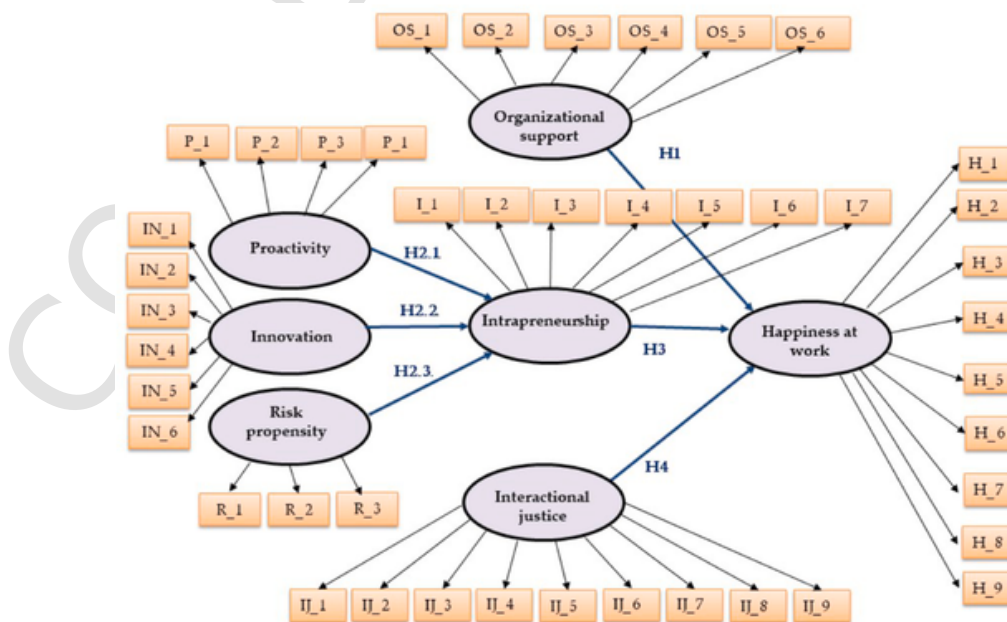 OS_1
OS_2
OS_3
OS_4
OS_5
OS_6
Organizational
support
H1
P_1
P_2
P_3
P_1
I_1
I_2
I_3
I_4
I_5
I_6
I_7
H_1
H_2
H_3
H_4
H_5
H_6
H_7
H_8
H_9
IN_1
IN_2
IN_3
IN_4
IN_5
IN_6
Proactivity
H2.1
Innovation
H2.2
Intrapreneurship
H3
Happiness at
work
H2.3.
Risk
propensity
R_1
R_2
R_3
H4
Interactional
justice
IJ_1
IJ_2
IJ_3
IJ_4
IJ_5
IJ_6
IJ_7
IJ_8
IJ_9